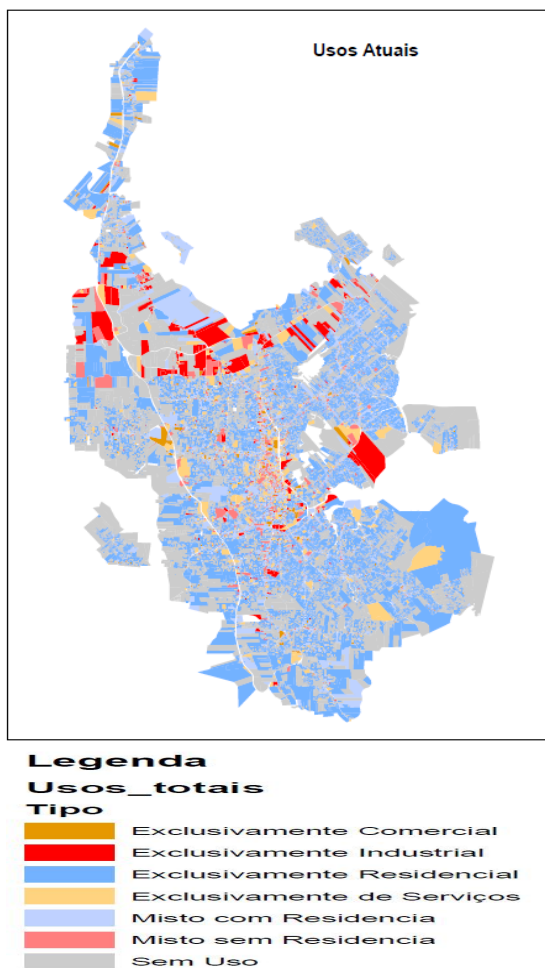 Usos Atuais
Legenda
Usos_totais
Tipo
Exclusivamente Comercial
Exclusivamente Industrial
Exclusivamente Residencial
Exclusivamente de Serviços
Misto com Residencia
Misto sem Residencia
Sem Uso